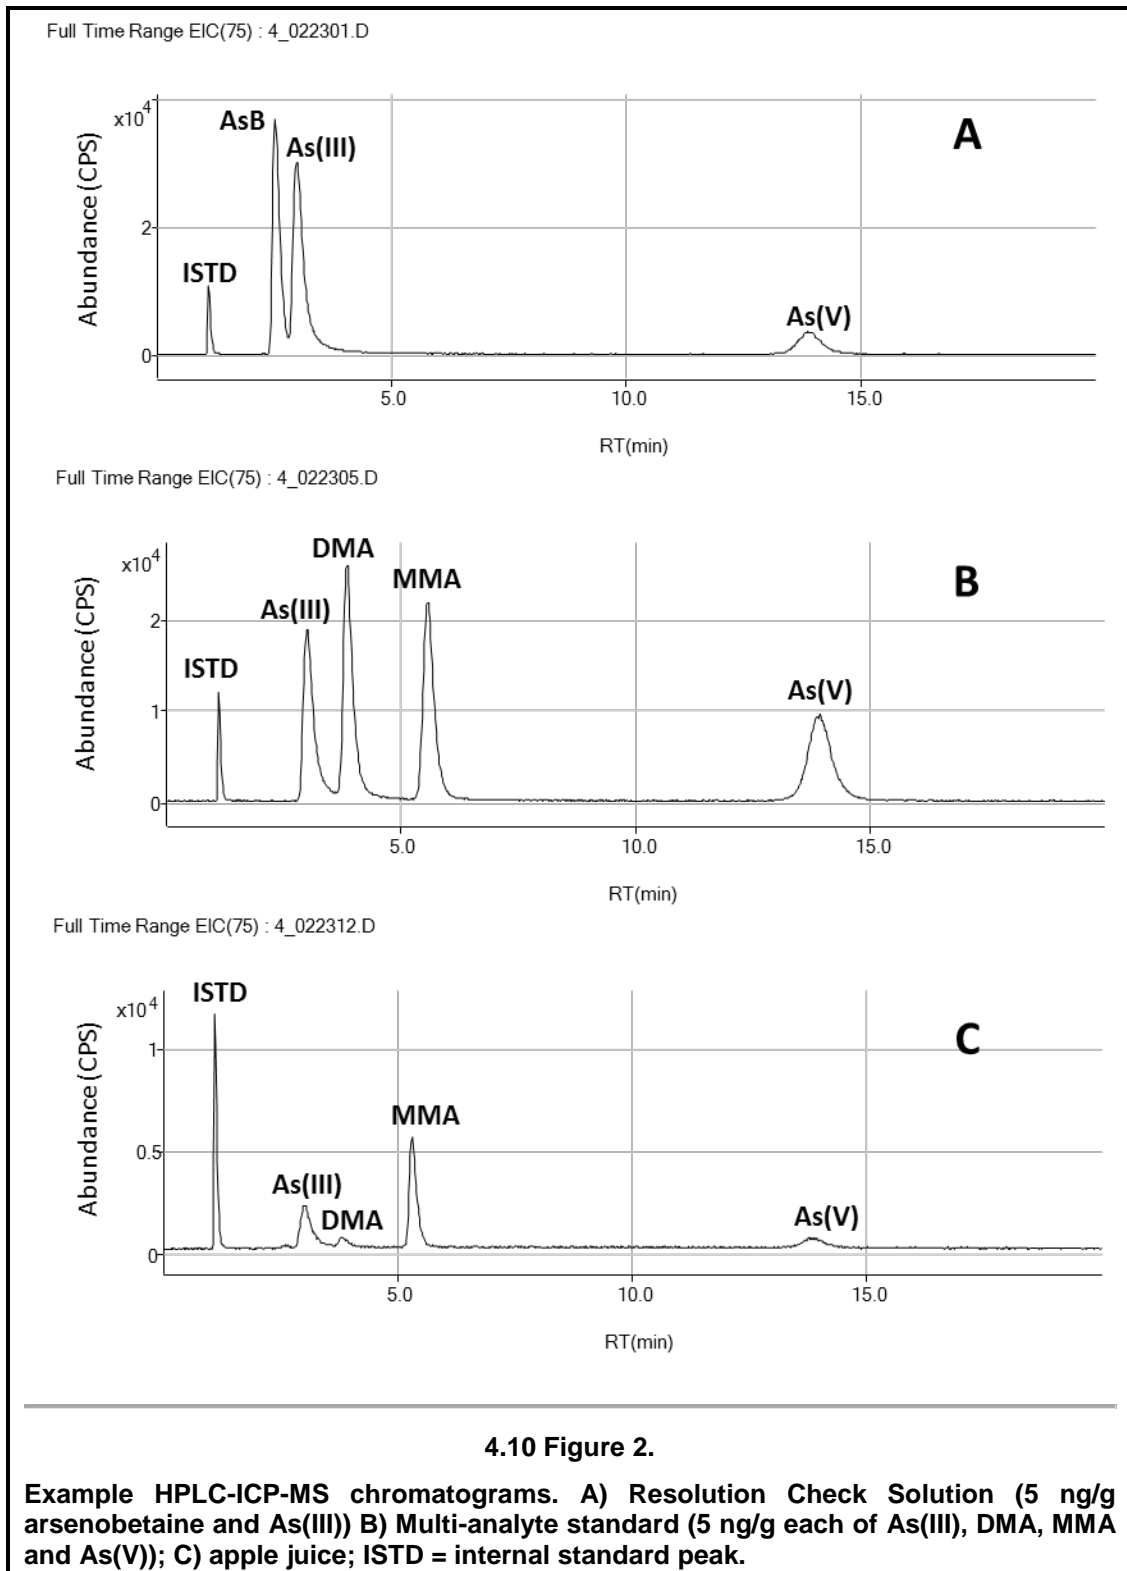 Full Time Range EIC(75) : 4_022301.D
x10^4
Abundance (CPS)
2
0
ISTD
AsB
As(III)
As(V)
A
5.0
10.0
15.0
RT(min)
Full Time Range EIC(75) : 4_022305.D
x10^4
Abundance (CPS)
2
1
0
ISTD
As(III)
DMA
MMA
As(V)
B
5.0
10.0
15.0
RT(min)
Full Time Range EIC(75) : 4_022312.D
x10^4
Abundance (CPS)
1
0.5
0
ISTD
As(III)
DMA
MMA
As(V)
C
5.0
10.0
15.0
RT(min)
4.10 Figure 2.
Example HPLC-ICP-MS chromatograms. A) Resolution Check Solution (5 ng/g
arsenobetaine and As(III)) B) Multi-analyte standard (5 ng/g each of As(III), DMA, MMA
and As(V)); C) apple juice; ISTD = internal standard peak.